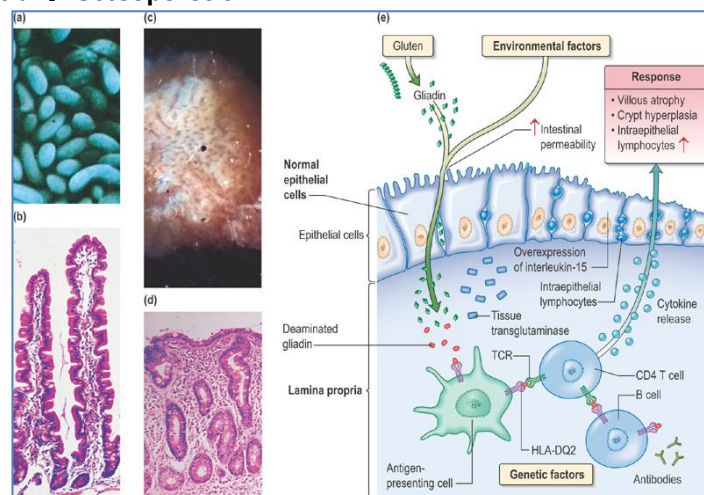 (a)
(c)
(e)
Gluten
Environmental factors
Gliadin
Response
• Villous atrophy
• Crypt hyperplasia
• Intraepithelial
lymphocytes ↑
↑ Intestinal
permeability
Normal
epithelial
cells
(b)
Epithelial cells
Overexpression
of interleukin-15
Intraepithelial
lymphocytes
Cytokine
release
(d)
Tissue
transglutaminase
Deaminated
gliadin
TCR
CD4 T cell
Lamina propria
B cell
HLA-DQ2
Antigen-
presenting cell
Genetic factors
Antibodies